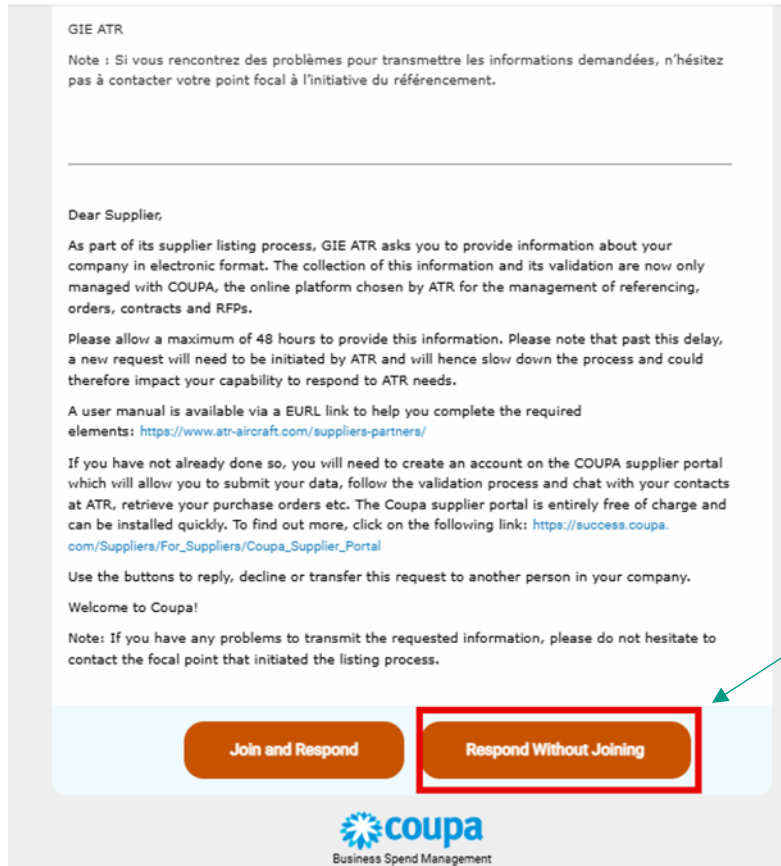 GIE ATR
Note : Si vous rencontrez des problèmes pour transmettre les informations demandées, n'hésitez
pas à contacter votre point focal à l'initiative du référencement.
Dear Supplier,
As part of its supplier listing process, GIE ATR asks you to provide information about your
company in electronic format. The collection of this information and its validation are now only
managed with COUPA, the online platform chosen by ATR for the management of referencing,
orders, contracts and RFPs.
Please allow a maximum of 48 hours to provide this information. Please note that past this delay,
a new request will need to be initiated by ATR and will hence slow down the process and could
therefore impact your capability to respond to ATR needs.
A user manual is available via a EURL link to help you complete the required
elements: https://www.atr-aircraft.com/suppliers-partners/
If you have not already done so, you will need to create an account on the COUPA supplier portal
which will allow you to submit your data, follow the validation process and chat with your contacts
at ATR, retrieve your purchase orders etc. The Coupa supplier portal is entirely free of charge and
can be installed quickly. To find out more, click on the following link: https://success.coupa.
com/Suppliers/For_Suppliers/Coupa_Supplier_Portal
Use the buttons to reply, decline or transfer this request to another person in your company.
Welcome to Coupa!
Note: If you have any problems to transmit the requested information, please do not hesitate to
contact the focal point that initiated the listing process.
Join and Respond
Respond Without Joining
coupa
Business Spend Management